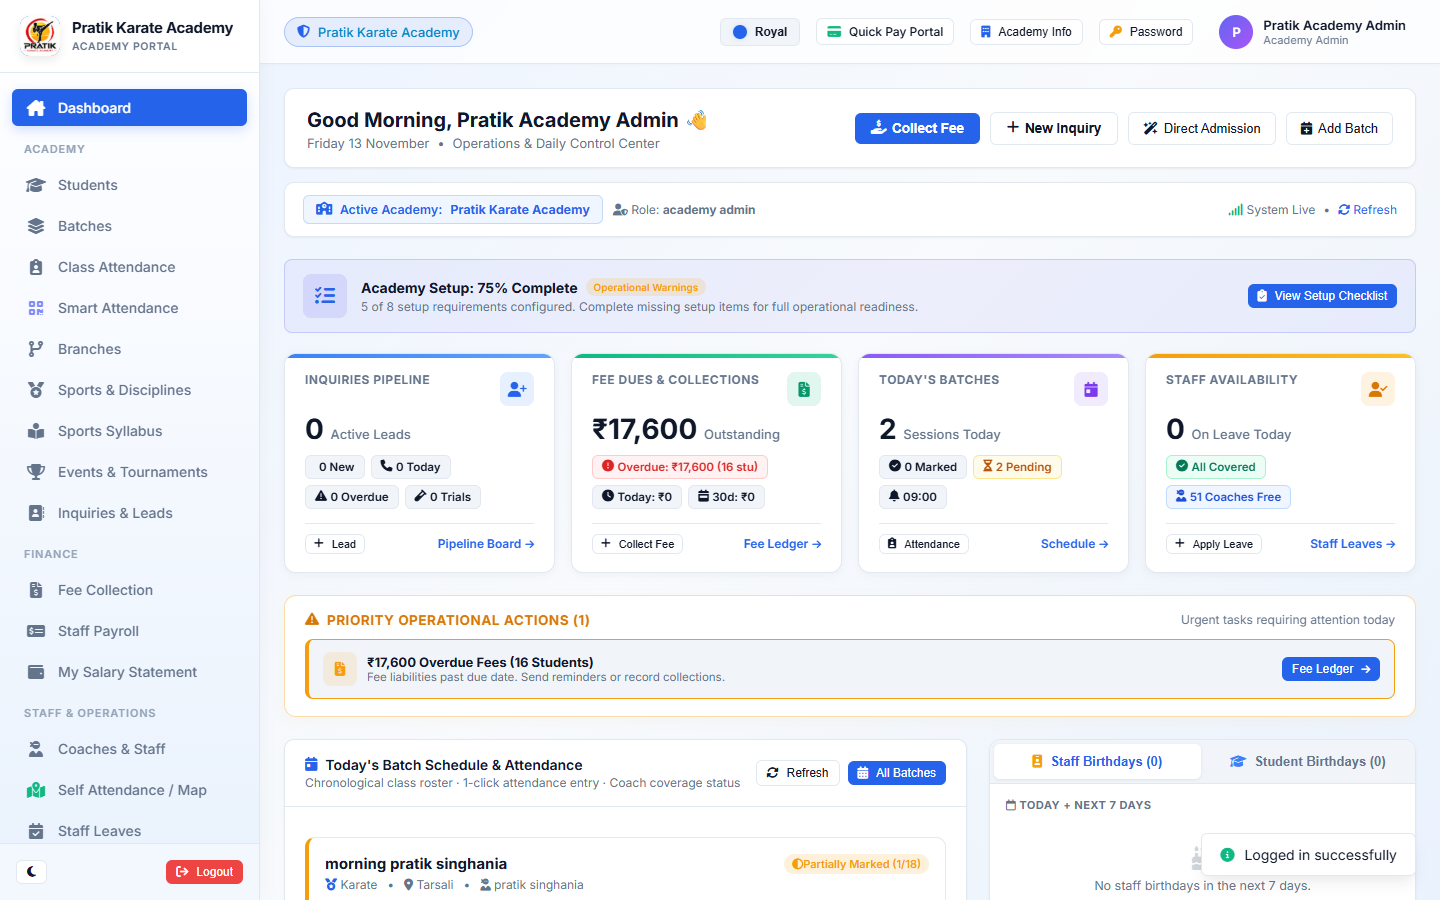 PRATIK
Pratik Karate Academy
ACADEMY PORTAL
Dashboard
ACADEMY
Students
Batches
Class Attendance
Smart Attendance
Branches
Sports & Disciplines
Sports Syllabus
Events & Tournaments
Inquiries & Leads
FINANCE
Fee Collection
Staff Payroll
My Salary Statement
STAFF & OPERATIONS
Coaches & Staff
Self Attendance / Map
Staff Leaves
Logout
Pratik Karate Academy
Royal
Quick Pay Portal
Academy Info
Password
P
Pratik Academy Admin
Academy Admin
Good Morning, Pratik Academy Admin 👋
Friday 13 November • Operations & Daily Control Center
Collect Fee
New Inquiry
Direct Admission
Add Batch
Active Academy: Pratik Karate Academy
Role: academy admin
System Live • Refresh
Academy Setup: 75% Complete Operational Warnings
5 of 8 setup requirements configured. Complete missing setup items for full operational readiness.
View Setup Checklist
INQUIRIES PIPELINE
0 Active Leads
0 New
0 Today
0 Overdue
0 Trials
+ Lead
Pipeline Board →
FEE DUES & COLLECTIONS
₹17,600 Outstanding
Overdue: ₹17,600 (16 stu)
Today: ₹0
30d: ₹0
+ Collect Fee
Fee Ledger →
TODAY'S BATCHES
2 Sessions Today
0 Marked
2 Pending
09:00
Attendance
Schedule →
STAFF AVAILABILITY
0 On Leave Today
All Covered
51 Coaches Free
+ Apply Leave
Staff Leaves →
PRIORITY OPERATIONAL ACTIONS (1)
Urgent tasks requiring attention today
₹17,600 Overdue Fees (16 Students)
Fee liabilities past due date. Send reminders or record collections.
Fee Ledger →
Today's Batch Schedule & Attendance
Chronological class roster · 1-click attendance entry · Coach coverage status
Refresh
All Batches
morning pratik singhania
Partially Marked (1/18)
Karate • Tarsali • pratik singhania
Staff Birthdays (0)
Student Birthdays (0)
TODAY + NEXT 7 DAYS
No staff birthdays in the next 7 days.
Logged in successfully